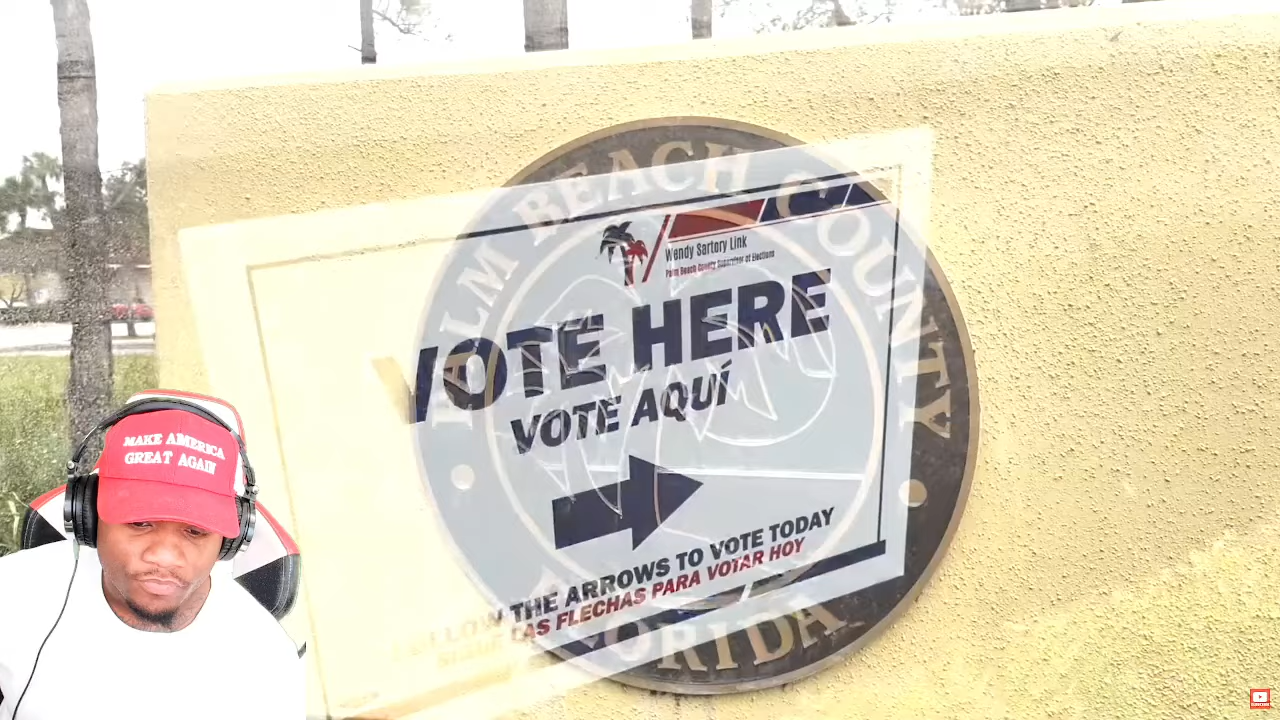 PALM BEACH COUNTY
Wendy Sartory Link
Palm Beach County Supervisor of Elections
VOTE HERE
VOTE AQUÍ
FOLLOW THE ARROWS TO VOTE TODAY
SIGUE LAS FLECHAS PARA VOTAR HOY
FLORIDA
MAKE AMERICA
GREAT AGAIN